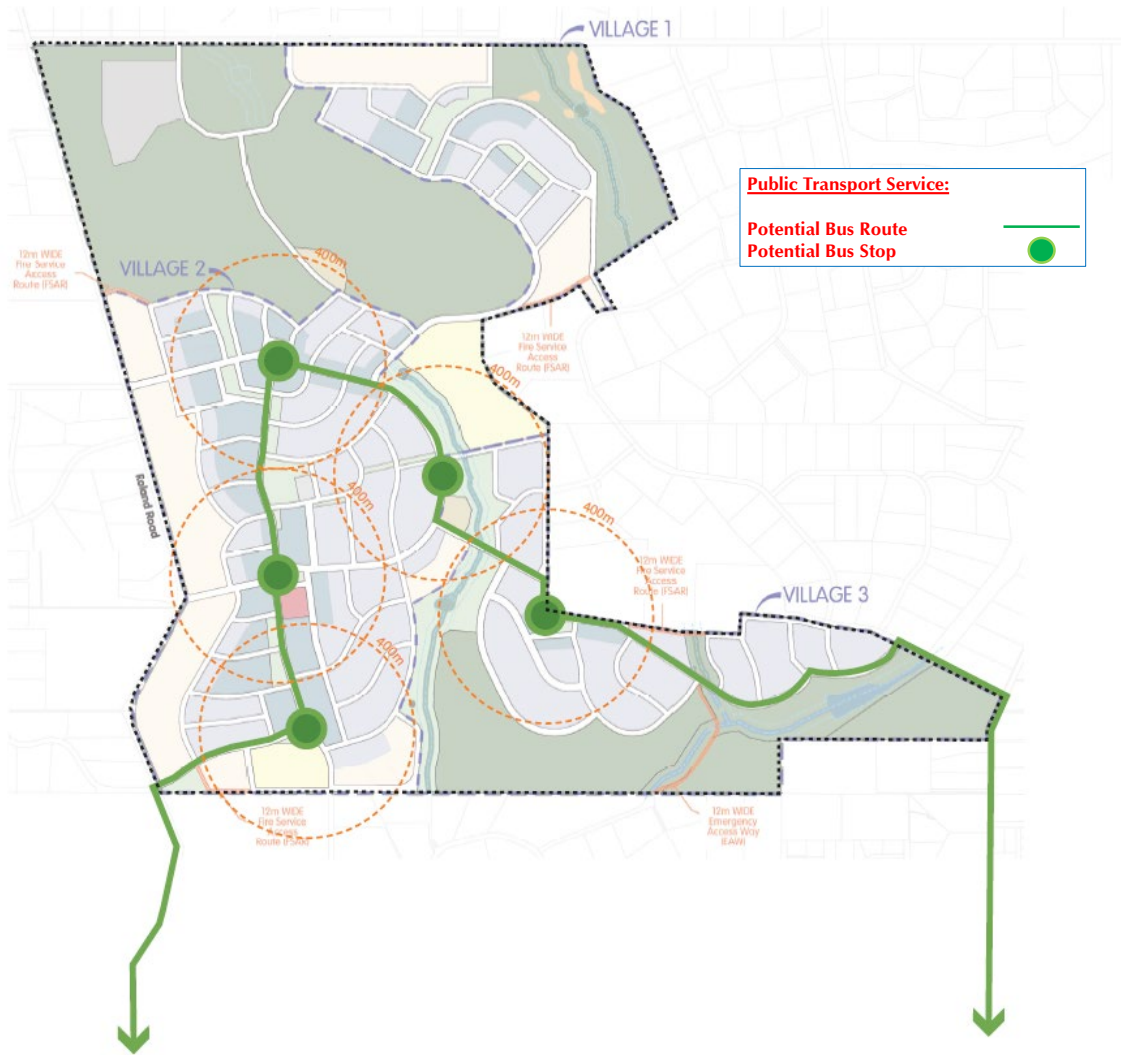 VILLAGE 1
Public Transport Service:
Potential Bus Route
Potential Bus Stop
12m WIDE
Fire Service
Access
Route (FSAR)
VILLAGE 2
400m
12m WIDE
Fire Service
Access
Route (FSAR)
400m
Roland Road
400m
400m
12m WIDE
Fire Service
Access
Route (FSAR)
VILLAGE 3
400m
12m WIDE
Fire Service
Access
Route (FSAR)
12m WIDE
Emergency
Access Way
(EAW)